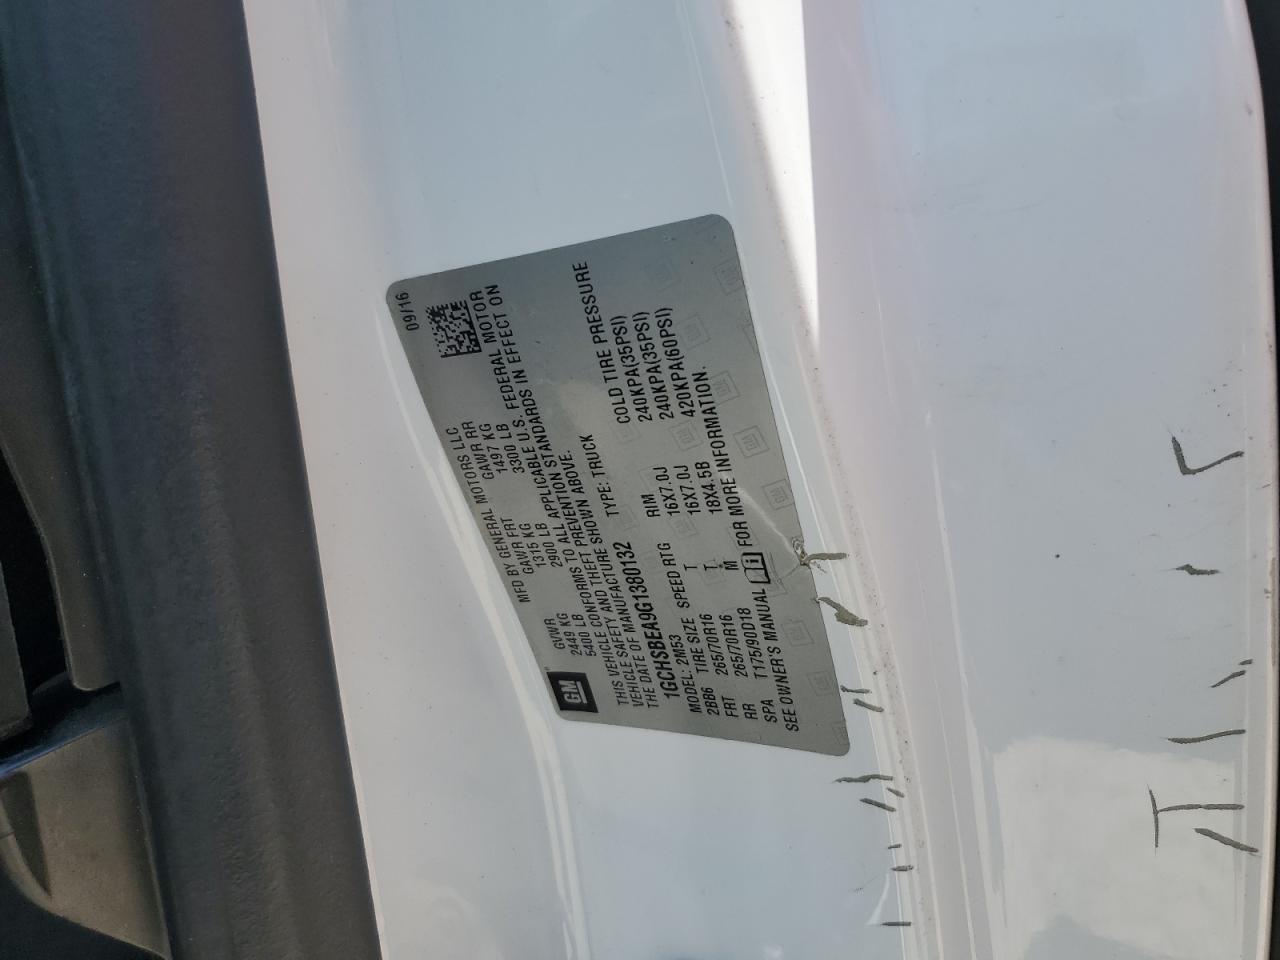 09/16
MFD BY GENERAL MOTORS LLC
GVWR GAWR FRT GAWR RR
2449 KG 1315 KG 1497 KG
5400 LB 2900 LB 3300 LB
THIS VEHICLE CONFORMS TO ALL APPLICABLE U.S. FEDERAL MOTOR
VEHICLE SAFETY AND THEFT PREVENTION STANDARDS IN EFFECT ON
THE DATE OF MANUFACTURE SHOWN ABOVE.
1GCHSBEA9G1380132 TYPE: TRUCK
MODEL: 2M53
2BB6 TIRE SIZE SPEED RTG RIM COLD TIRE PRESSURE
FRT 265/70R16 T 16X7.0J 240KPA(35PSI)
RR 265/70R16 T 16X7.0J 240KPA(35PSI)
SPA T175/90D18 M 18X4.5B 420KPA(60PSI)
SEE OWNER'S MANUAL FOR MORE INFORMATION.
GM